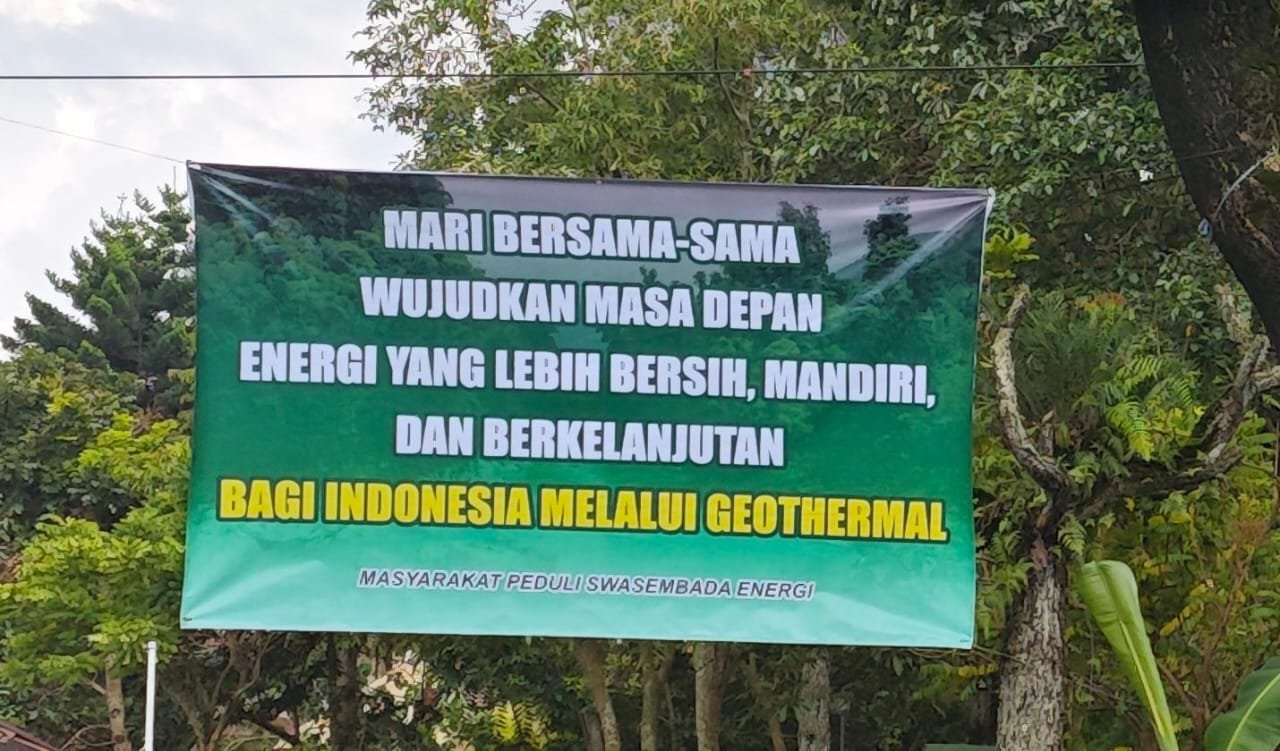 MARI BERSAMA-SAMA
WUJUDKAN MASA DEPAN
ENERGI YANG LEBIH BERSIH, MANDIRI,
DAN BERKELANJUTAN
BAGI INDONESIA MELALUI GEOTHERMAL
MASYARAKAT PEDULI SWASEMBADA ENERGI